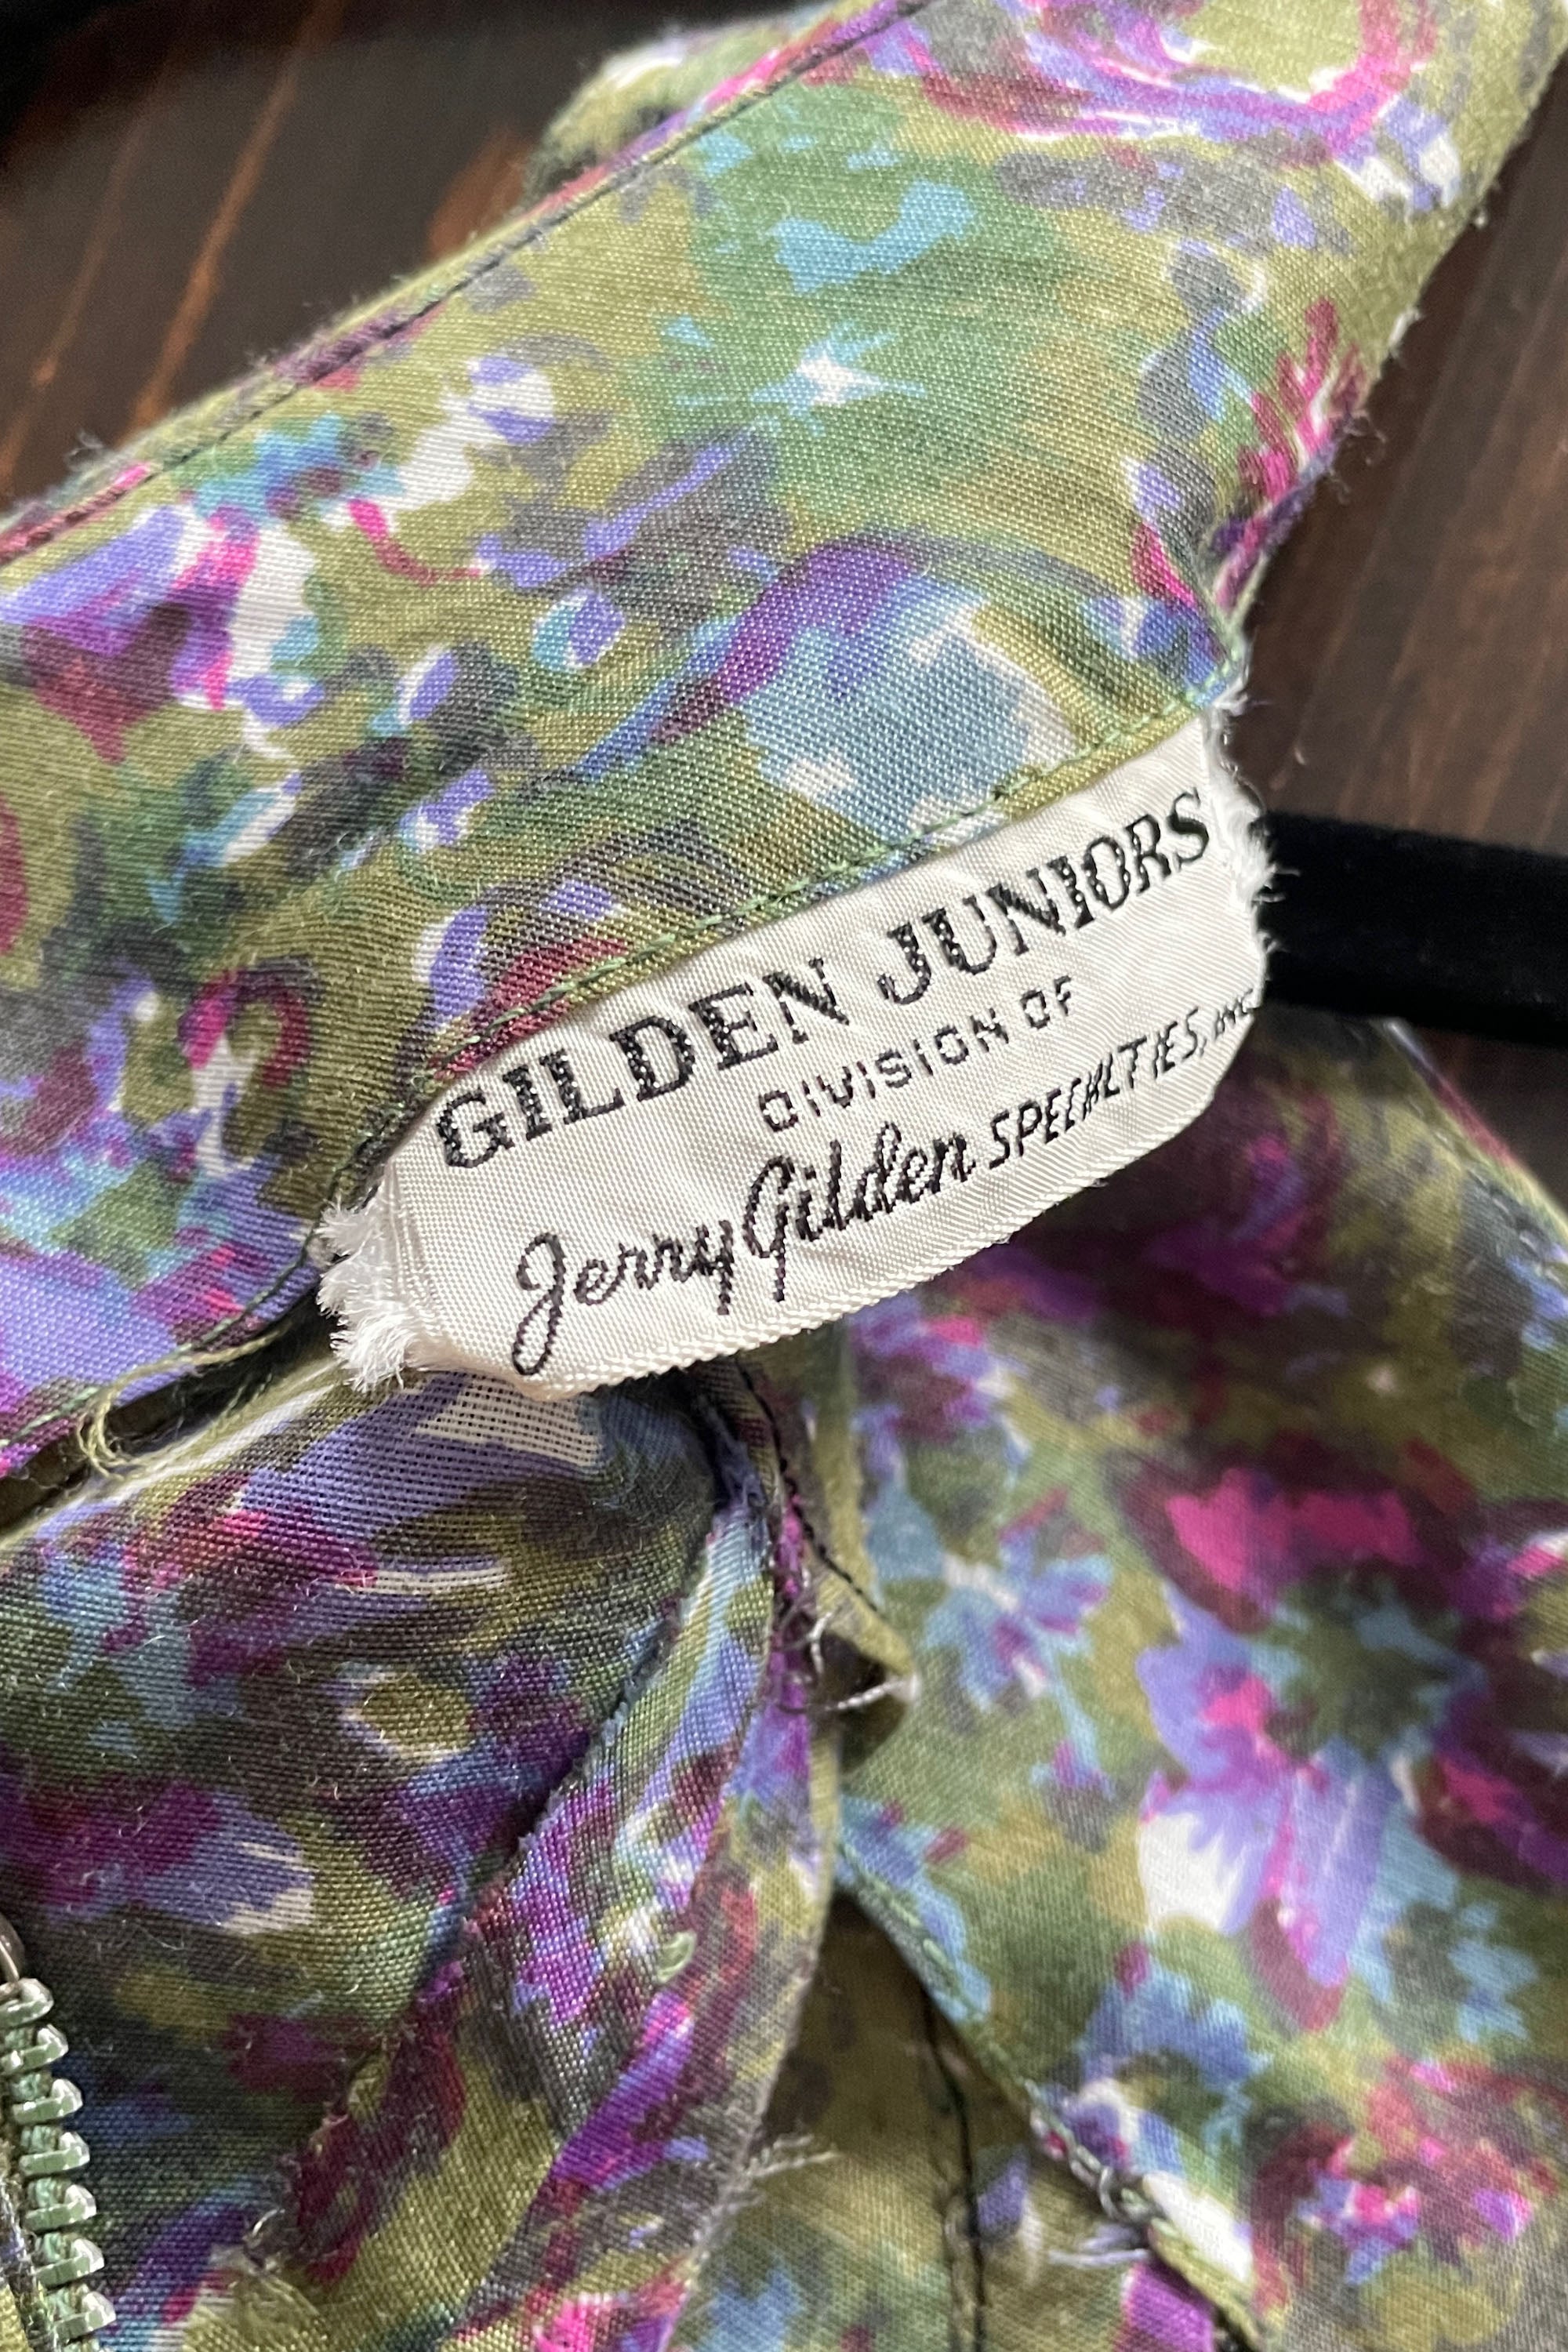 GILDEN JUNIORS
DIVISION OF
Jerry Gilden SPECIALTIES, INC